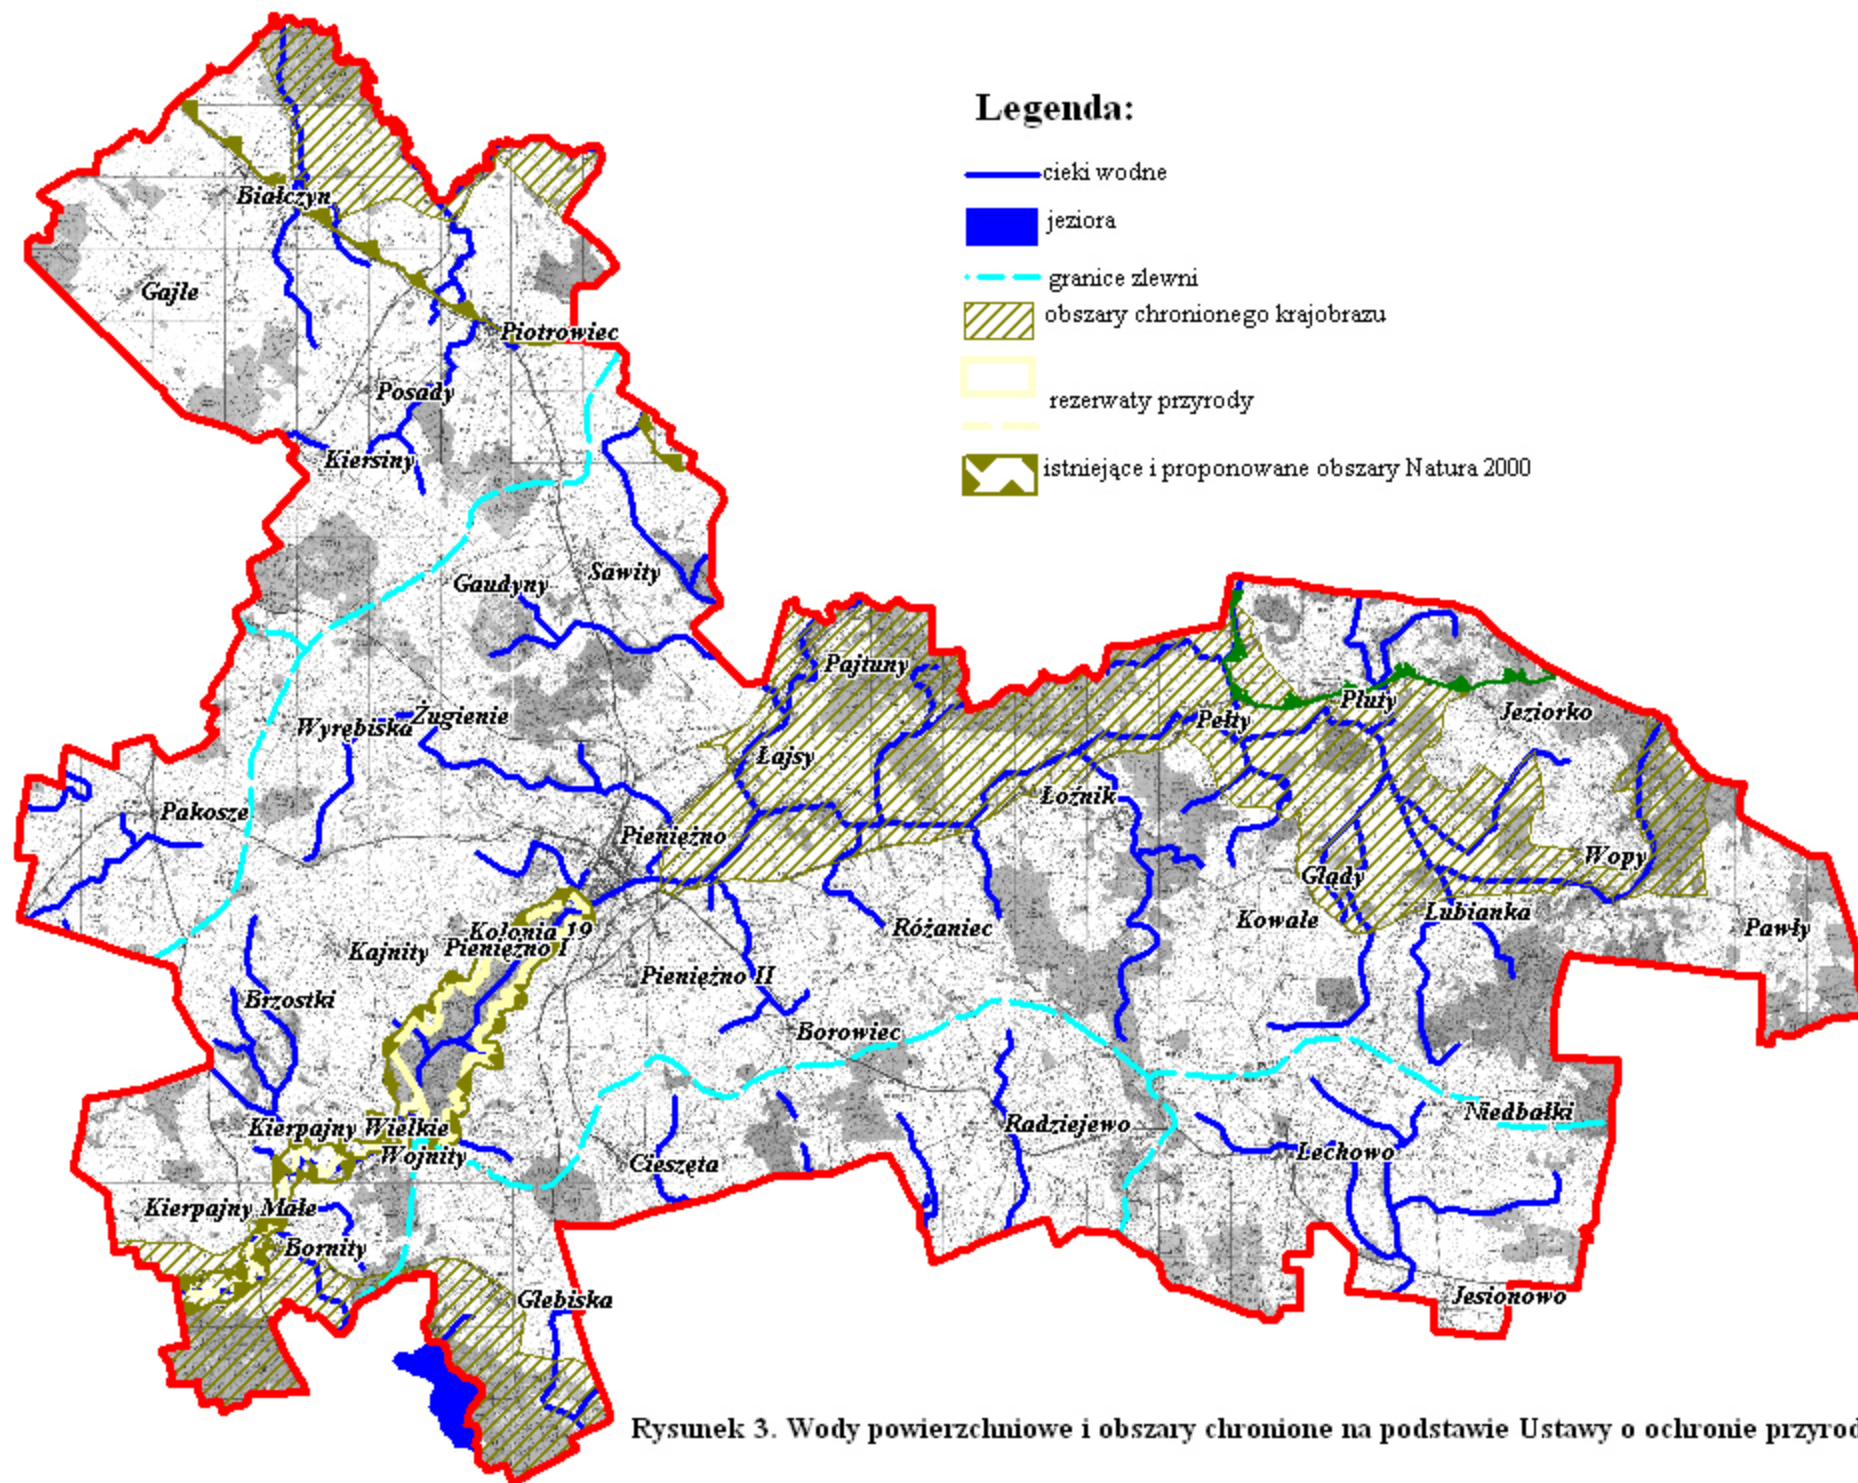 Legenda:
cieki wodne
jeziora
granice zlewni
obszary chronionego krajobrazu
rezerwaty przyrody
istniejące i proponowane obszary Natura 2000
Białczyn
Gajle
Piotrowiec
Posady
Kiersiny
Gaudyny
Sawity
Pajtuny
Wyrębiska
Żugienie
Łajsy
Pełty
Pluty
Jeziorko
Pakosze
Pieniężno
Łoźnik
Wopy
Głądy
Kolonia 19
Kajnity
Pieniężno I
Różaniec
Kowale
Lubianka
Pawły
Pieniężno II
Brzostki
Borowiec
Kierpajny Wielkie
Wojnity
Radziejewo
Niedbałki
Cieszęta
Lechowo
Kierpajny Małe
Bornity
Glebiska
Jesionowo
Rysunek 3. Wody powierzchniowe i obszary chronione na podstawie Ustawy o ochronie przyrod